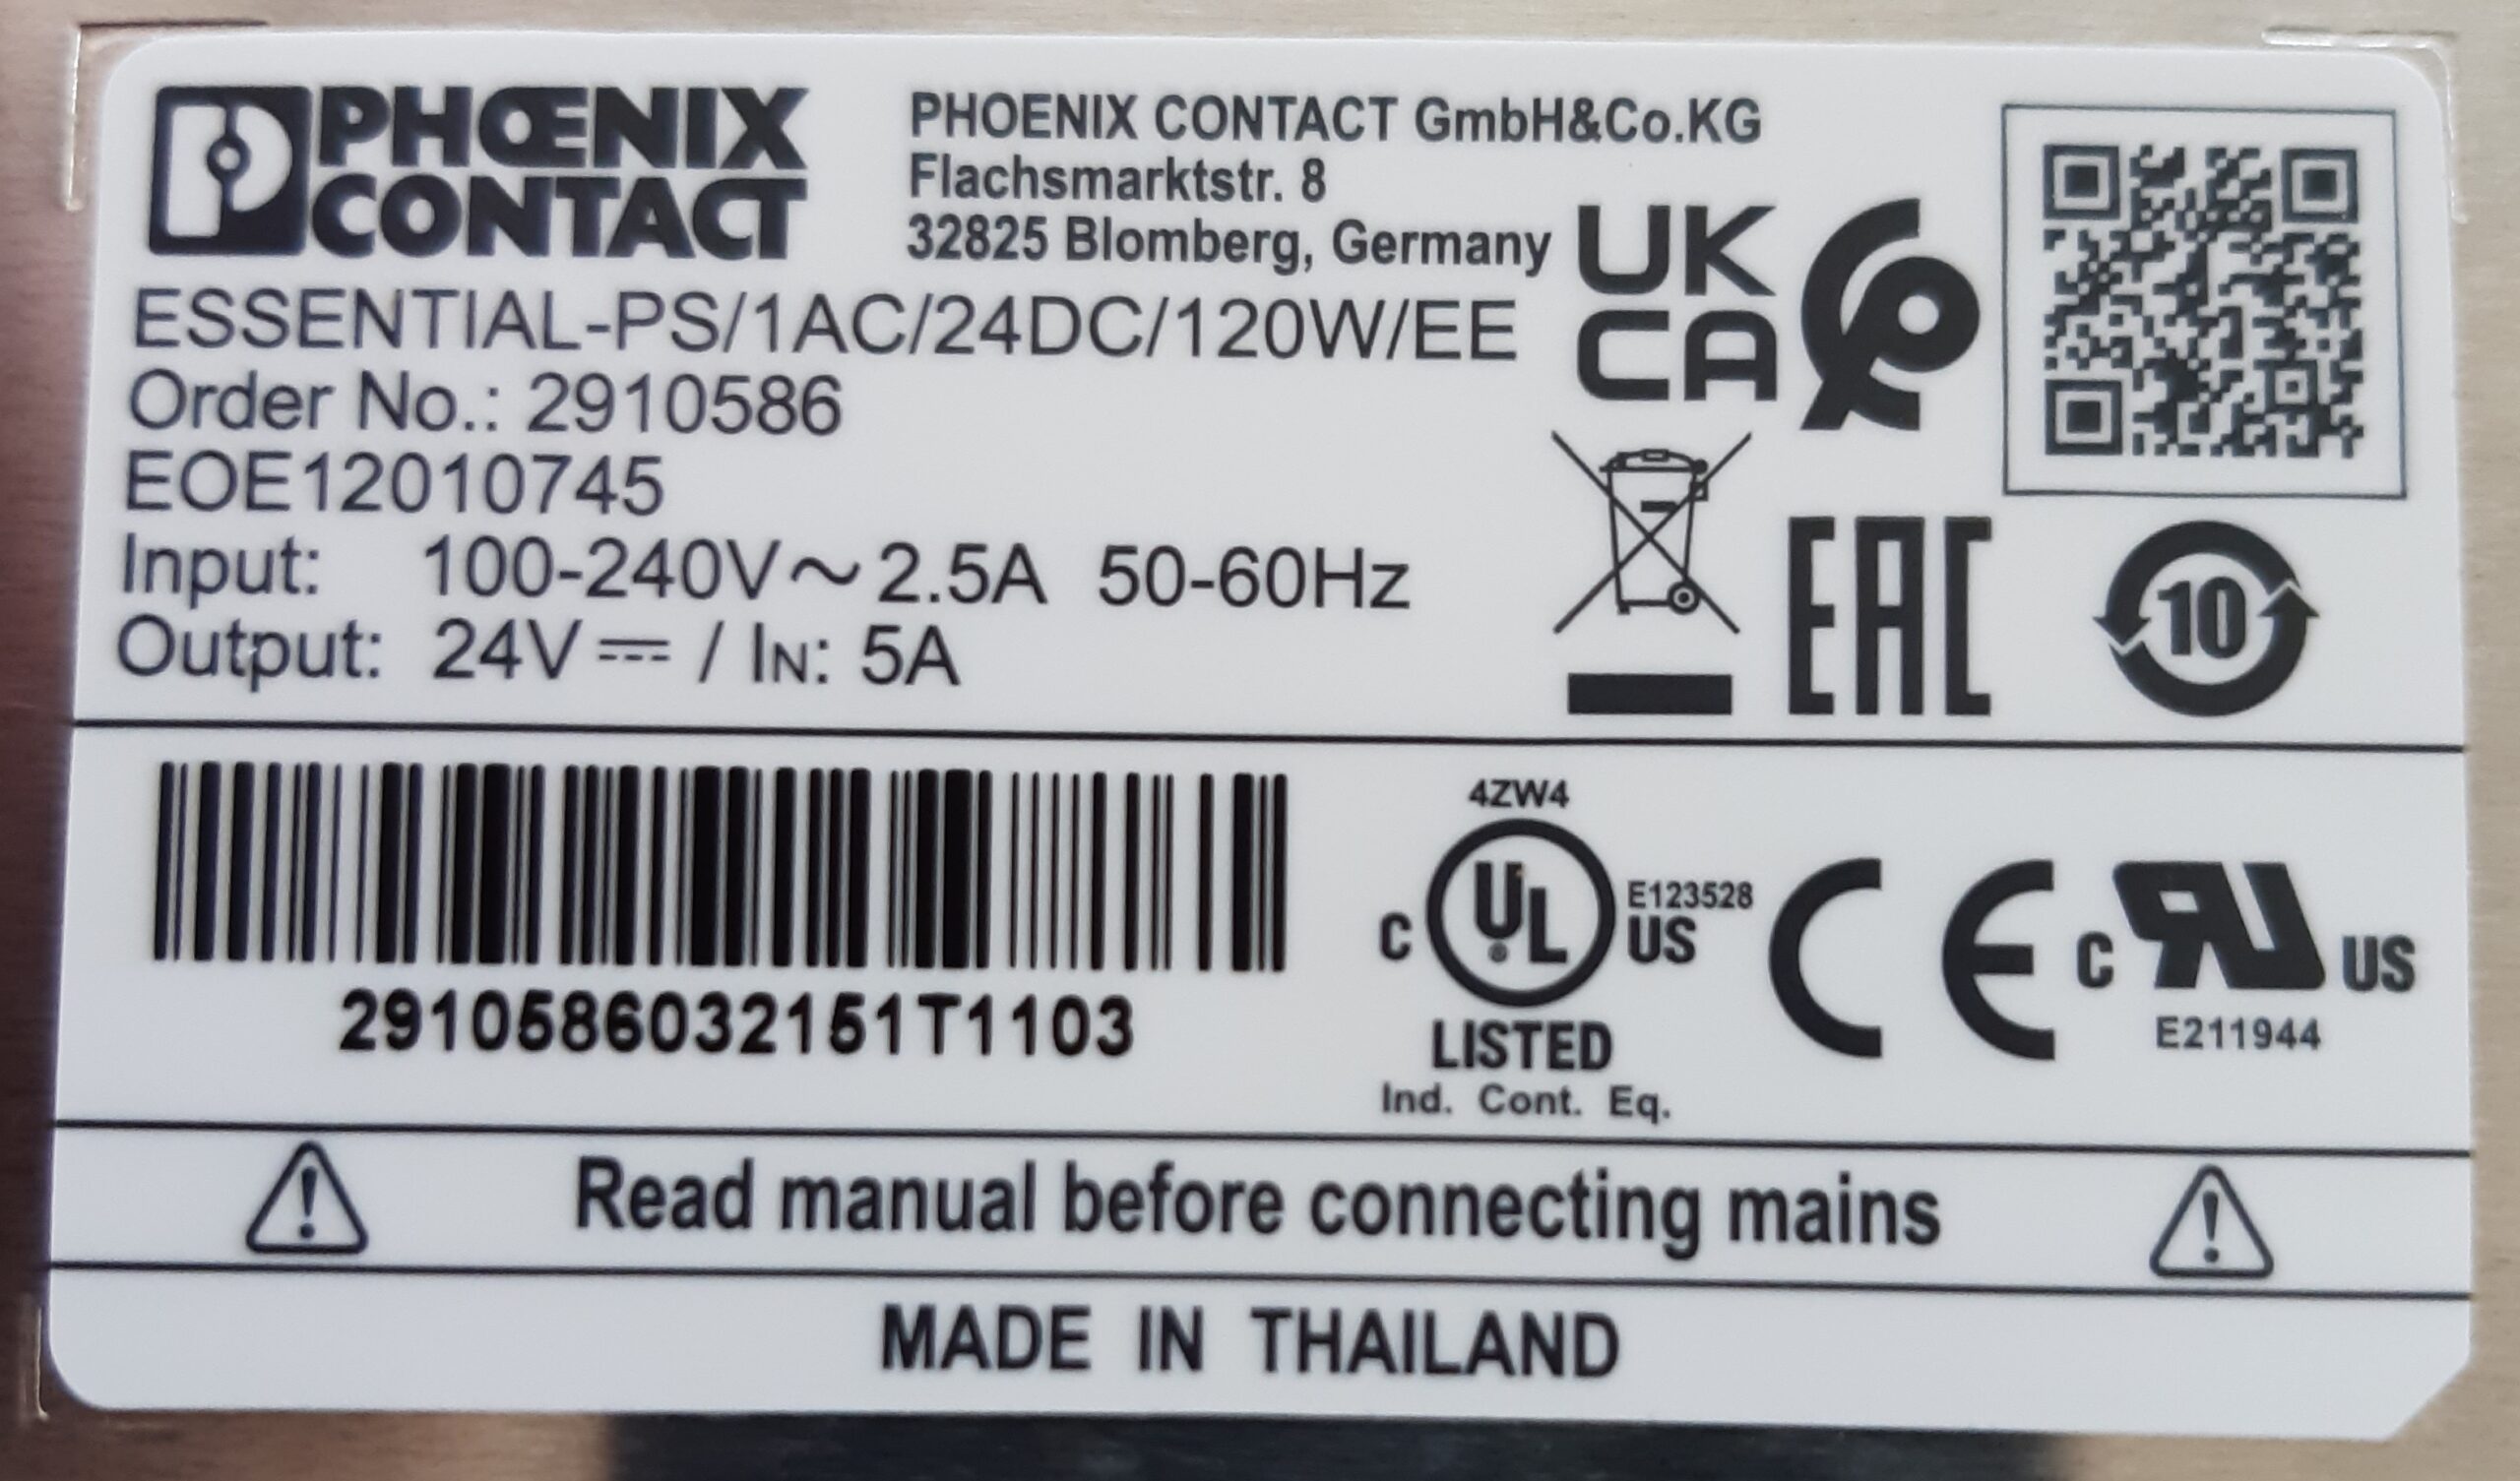 PHŒNIX
CONTACT
PHOENIX CONTACT GmbH&Co.KG
Flachsmarktstr. 8
32825 Blomberg, Germany
UK
CA
ESSENTIAL-PS/1AC/24DC/120W/EE
Order No.: 2910586
EOE12010745
Input: 100-240V~2.5A 50-60Hz
Output: 24V⎓ / IN: 5A
EAC
10
2910586032151T1103
4ZW4
C UL US
E123528
LISTED
Ind. Cont. Eq.
CE
C RU US
E211944
Read manual before connecting mains
MADE IN THAILAND